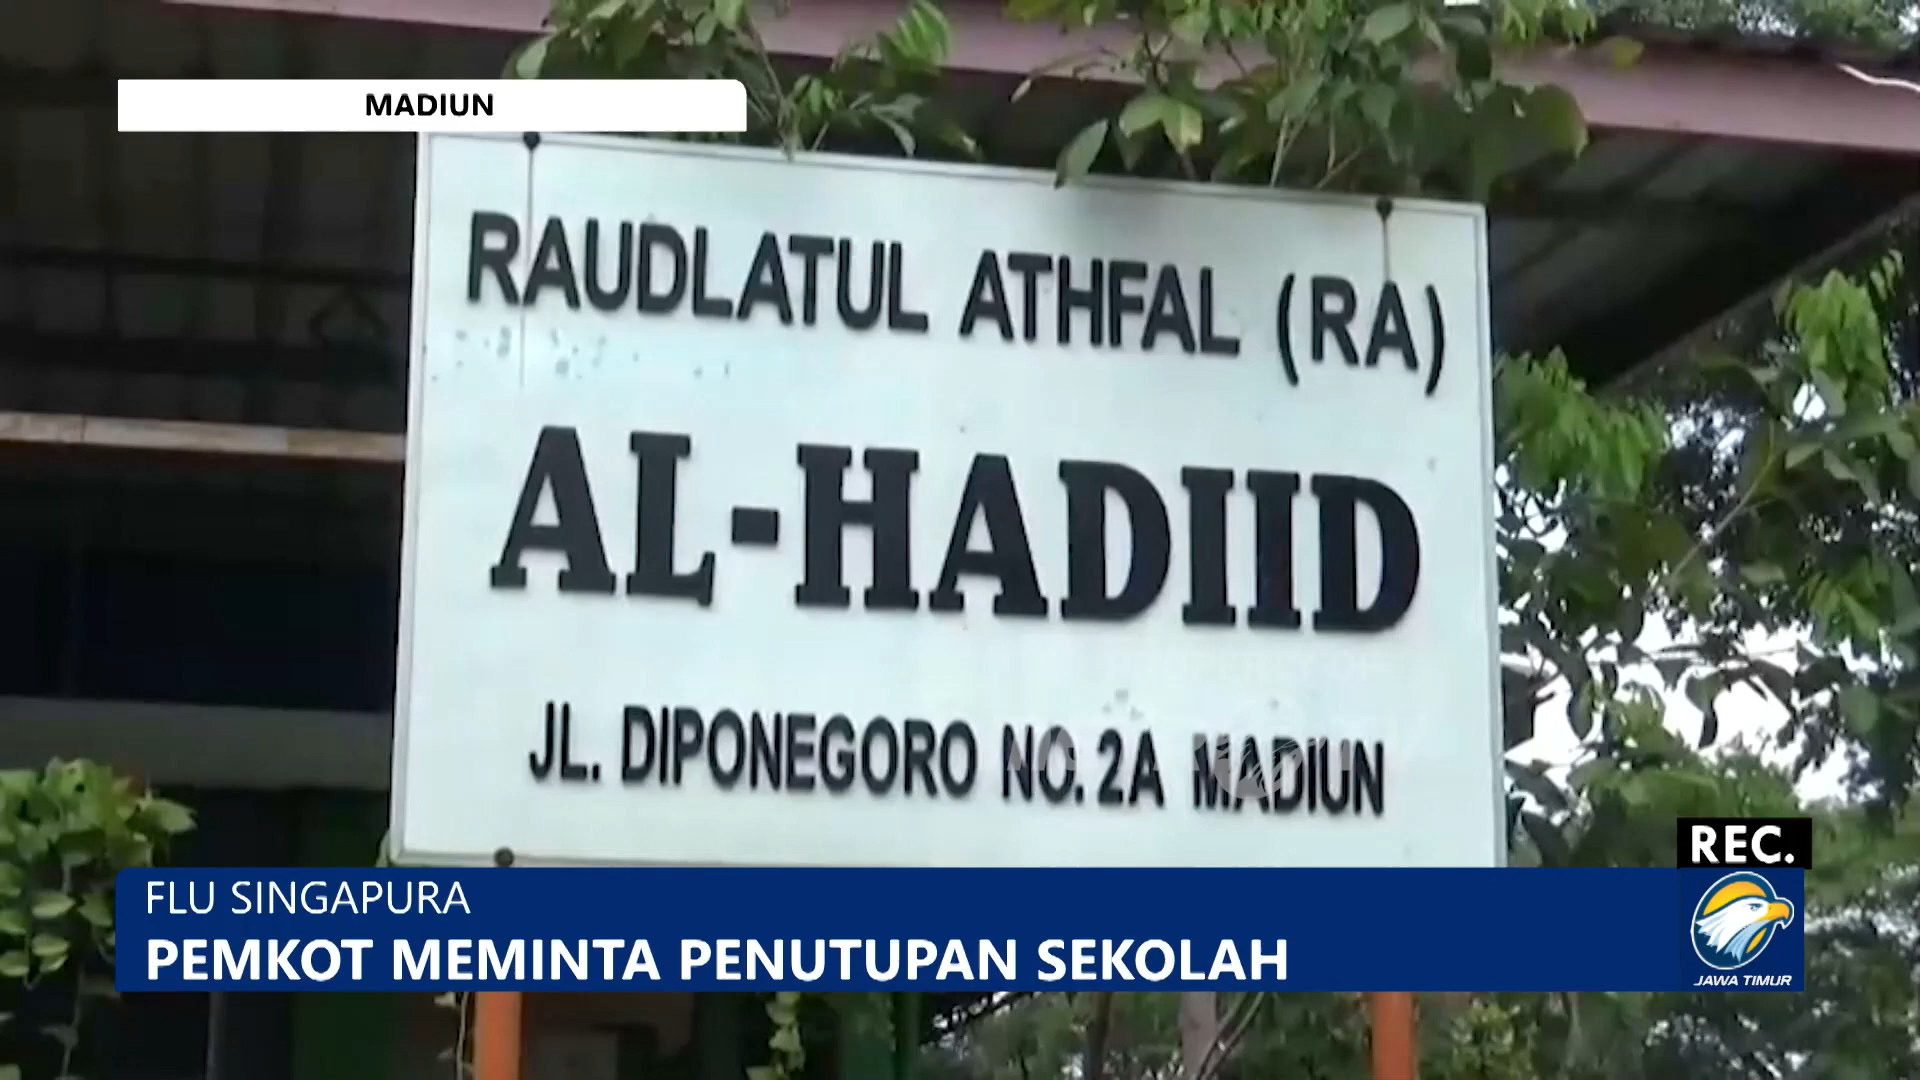 MADIUN
RAUDLATUL ATHFAL (RA)
AL-HADIID
JL. DIPONEGORO NO. 2A MADIUN
REC.
FLU SINGAPURA
PEMKOT MEMINTA PENUTUPAN SEKOLAH
JAWA TIMUR